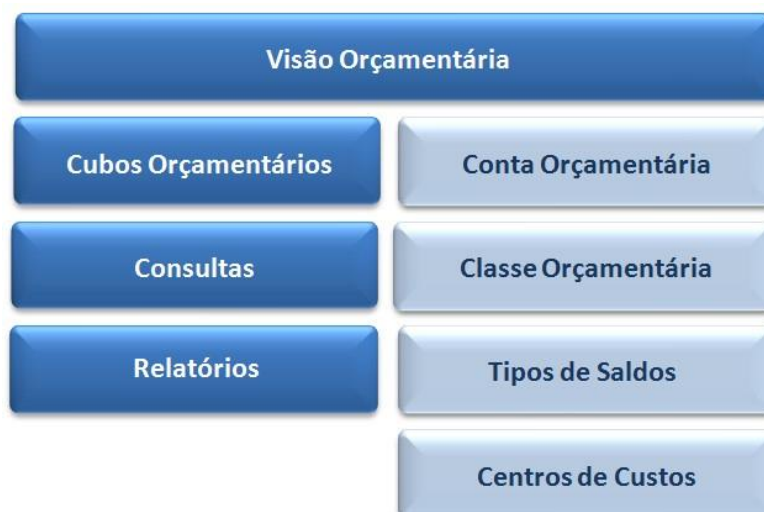 Visão Orçamentária
Cubos Orçamentários
Conta Orçamentária
Consultas
Classe Orçamentária
Relatórios
Tipos de Saldos
Centros de Custos